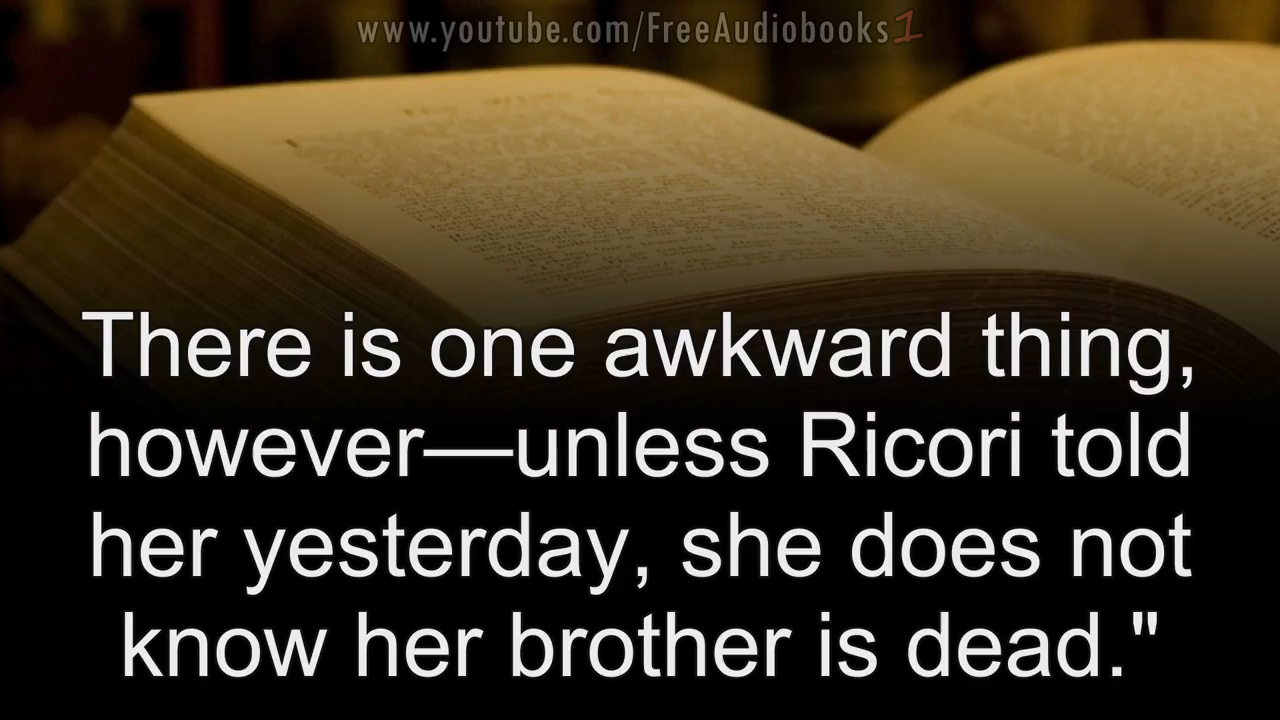 www.youtube.com/FreeAudiobooks1
There is one awkward thing,
however—unless Ricori told
her yesterday, she does not
know her brother is dead."